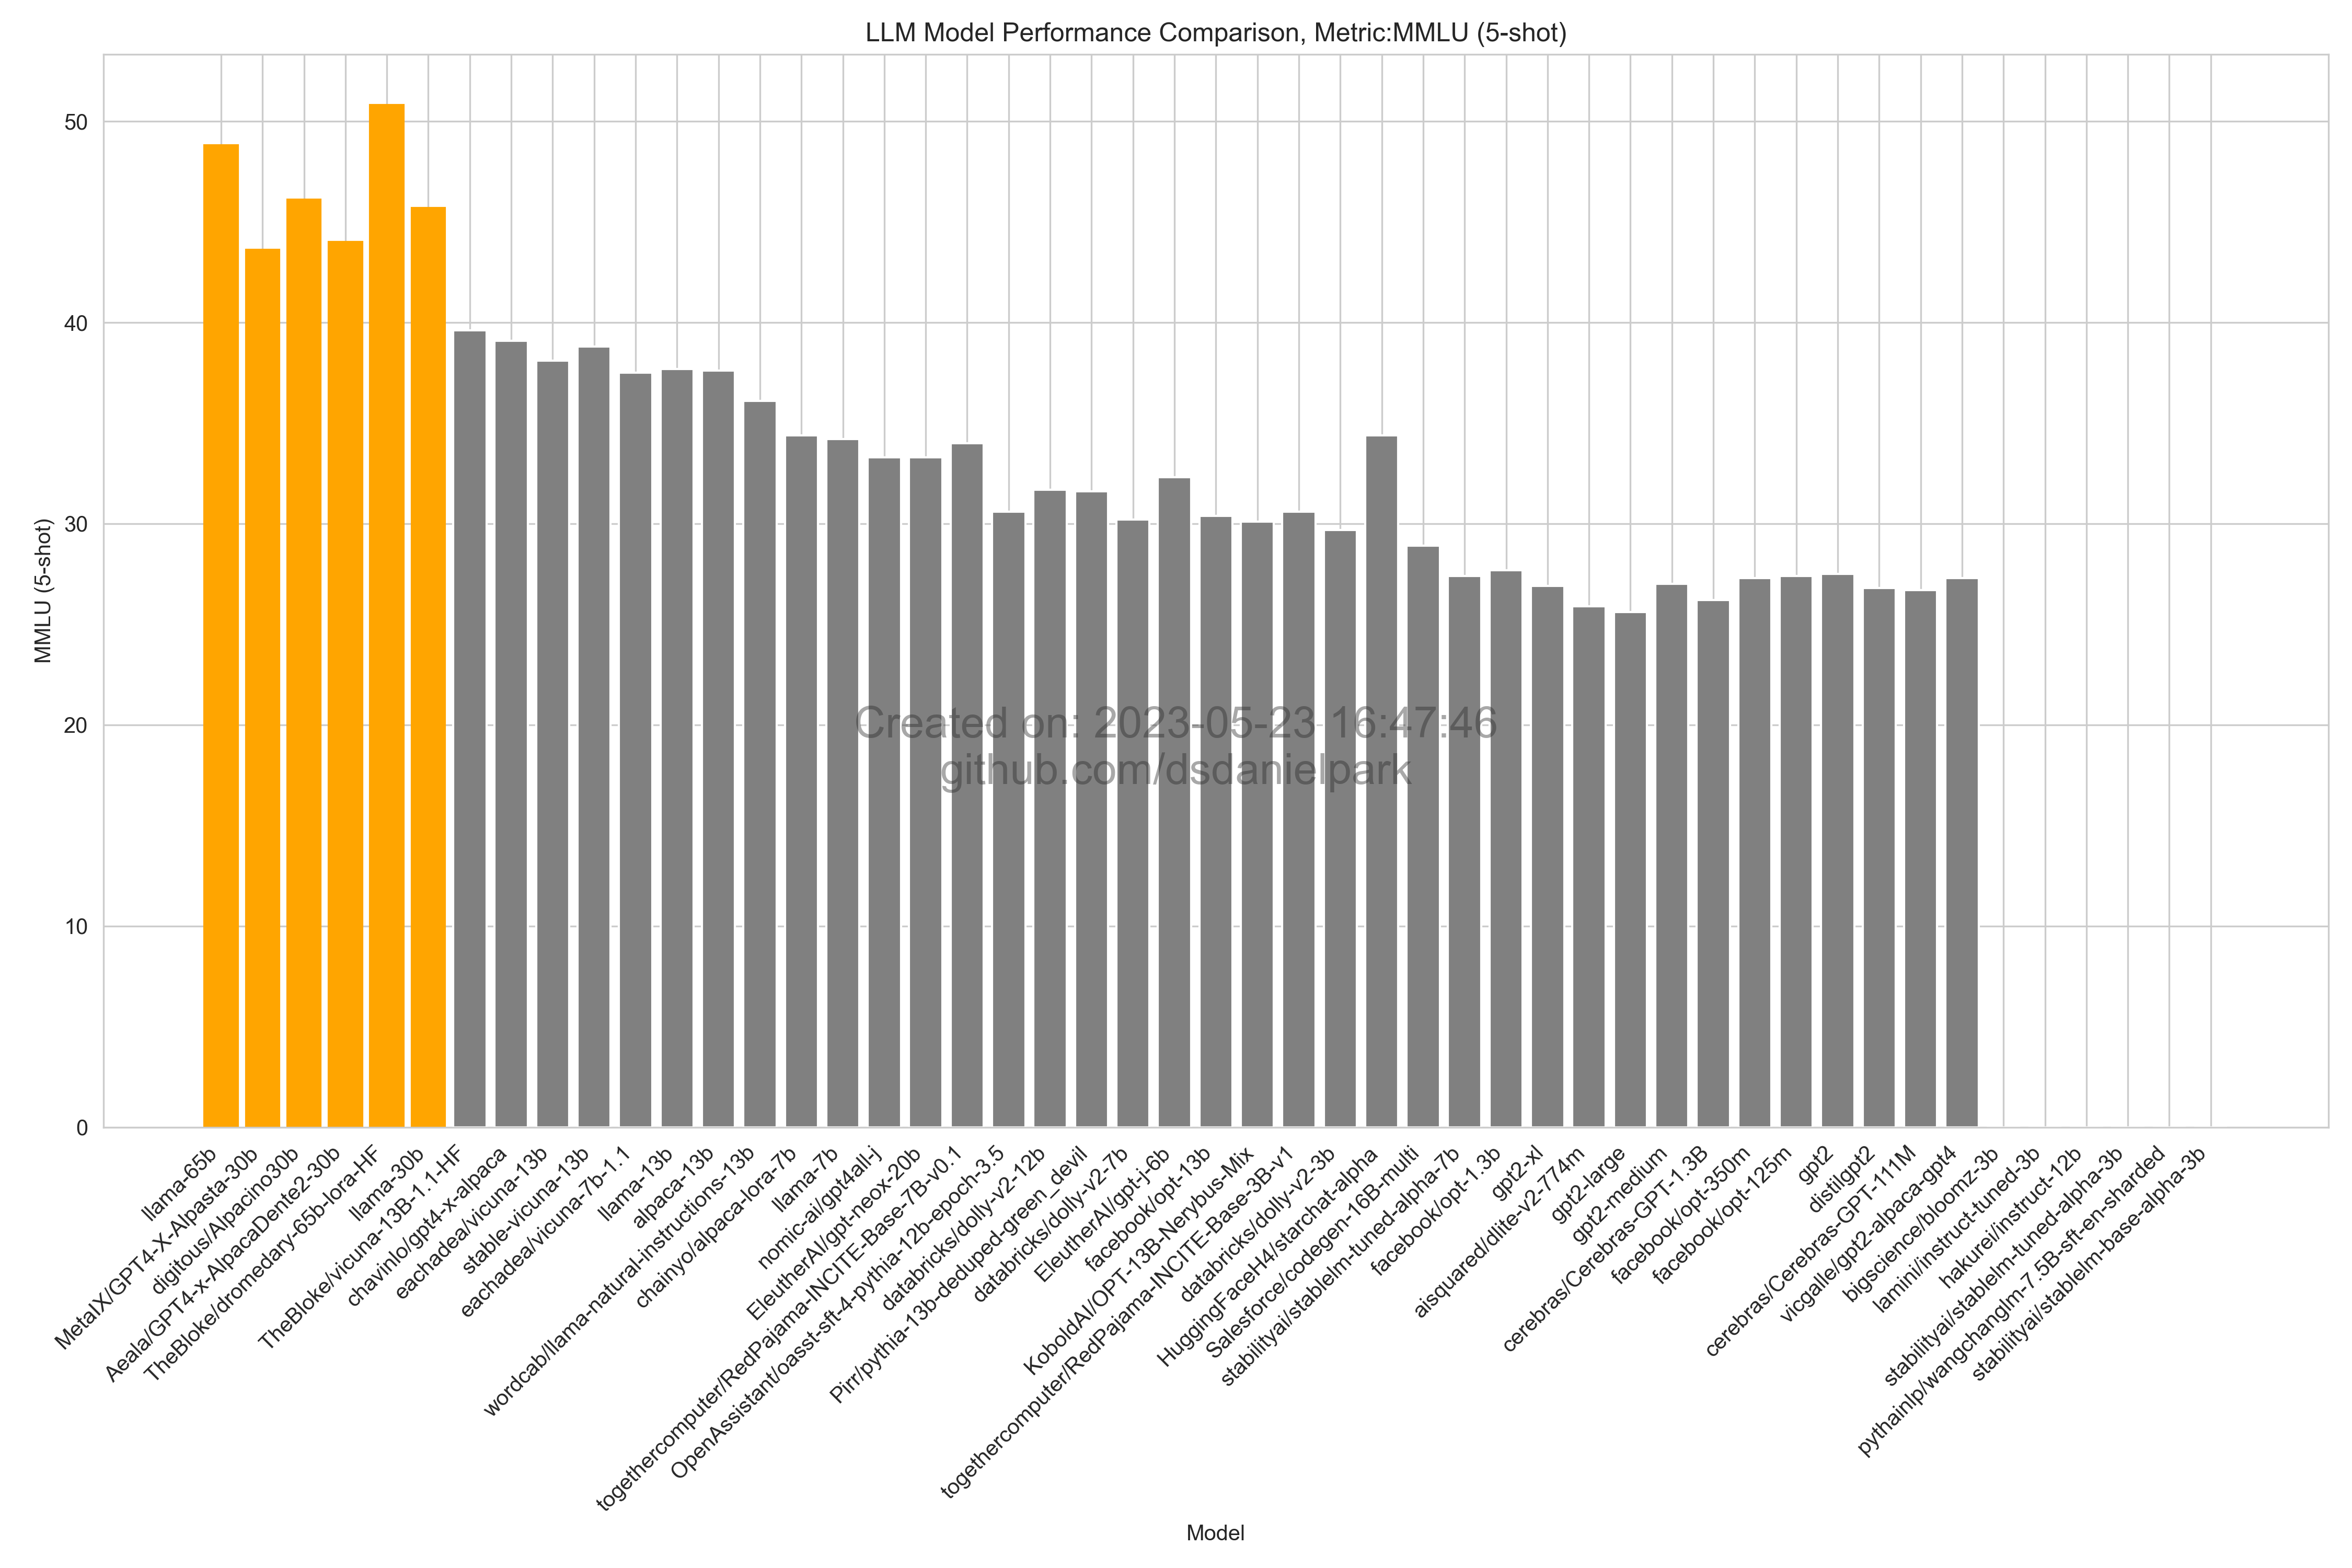 LLM Model Performance Comparison, Metric:MMLU (5-shot)
MMLU (5-shot)
50
40
30
20
10
0
Created on: 2023-05-23 16:47:46
github.com/dsdanielpark
llama-65b
MetaIX/GPT4-X-Alpasta-30b
digitous/Alpacino30b
Aeala/GPT4-x-AlpacaDente2-30b
TheBloke/dromedary-65b-lora-HF
llama-30b
TheBloke/vicuna-13B-1.1-HF
chavinlo/gpt4-x-alpaca
eachadea/vicuna-13b
stable-vicuna-13b
eachadea/vicuna-7b-1.1
llama-13b
alpaca-13b
wordcab/llama-natural-instructions-13b
chainyo/alpaca-lora-7b
llama-7b
nomic-ai/gpt4all-j
EleutherAI/gpt-neox-20b
togethercomputer/RedPajama-INCITE-Base-7B-v0.1
OpenAssistant/oasst-sft-4-pythia-12b-epoch-3.5
databricks/dolly-v2-12b
Pirr/pythia-13b-deduped-green_devil
databricks/dolly-v2-7b
EleutherAI/gpt-j-6b
facebook/opt-13b
KoboldAI/OPT-13B-Nerybus-Mix
togethercomputer/RedPajama-INCITE-Base-3B-v1
databricks/dolly-v2-3b
HuggingFaceH4/starchat-alpha
Salesforce/codegen-16B-multi
stabilityai/stablelm-tuned-alpha-7b
facebook/opt-1.3b
gpt2-xl
aisquared/dlite-v2-774m
gpt2-large
gpt2-medium
cerebras/Cerebras-GPT-1.3B
facebook/opt-350m
facebook/opt-125m
gpt2
distilgpt2
cerebras/Cerebras-GPT-111M
vicgalle/gpt2-alpaca-gpt4
bigscience/bloomz-3b
lamini/instruct-tuned-3b
hakurei/instruct-12b
stabilityai/stablelm-tuned-alpha-3b
pythainlp/wangchanglm-7.5B-sft-en-sharded
stabilityai/stablelm-base-alpha-3b
Model